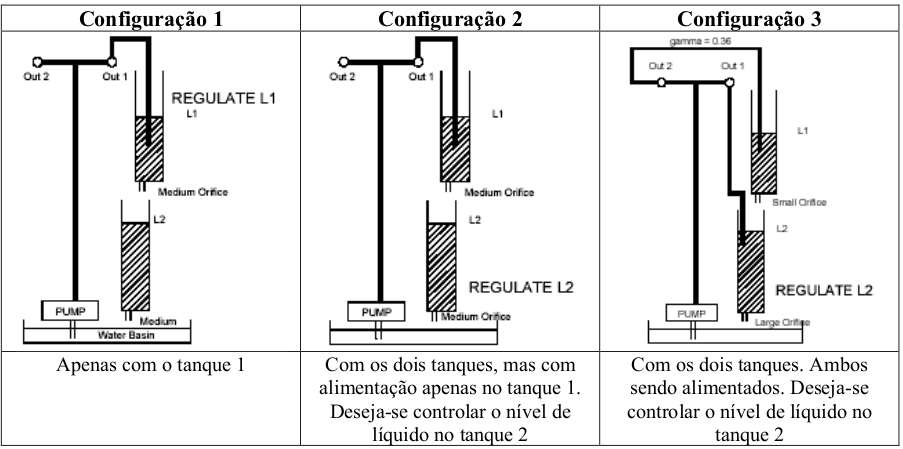 Configuração 1
Out 2
Out 1
REGULATE L1
L1
Medium Orifice
L2
PUMP
Medium
Water Basin
Apenas com o tanque 1
Configuração 2
Out 2
Out 1
L1
Medium Orifice
L2
REGULATE L2
PUMP
Medium Orifice
Com os dois tanques, mas com
alimentação apenas no tanque 1.
Deseja-se controlar o nível de
líquido no tanque 2
Configuração 3
gamma = 0.36
Out 2
Out 1
L1
Small Orifice
L2
REGULATE L2
PUMP
Large Orifice
Com os dois tanques. Ambos
sendo alimentados. Deseja-se
controlar o nível de líquido no
tanque 2